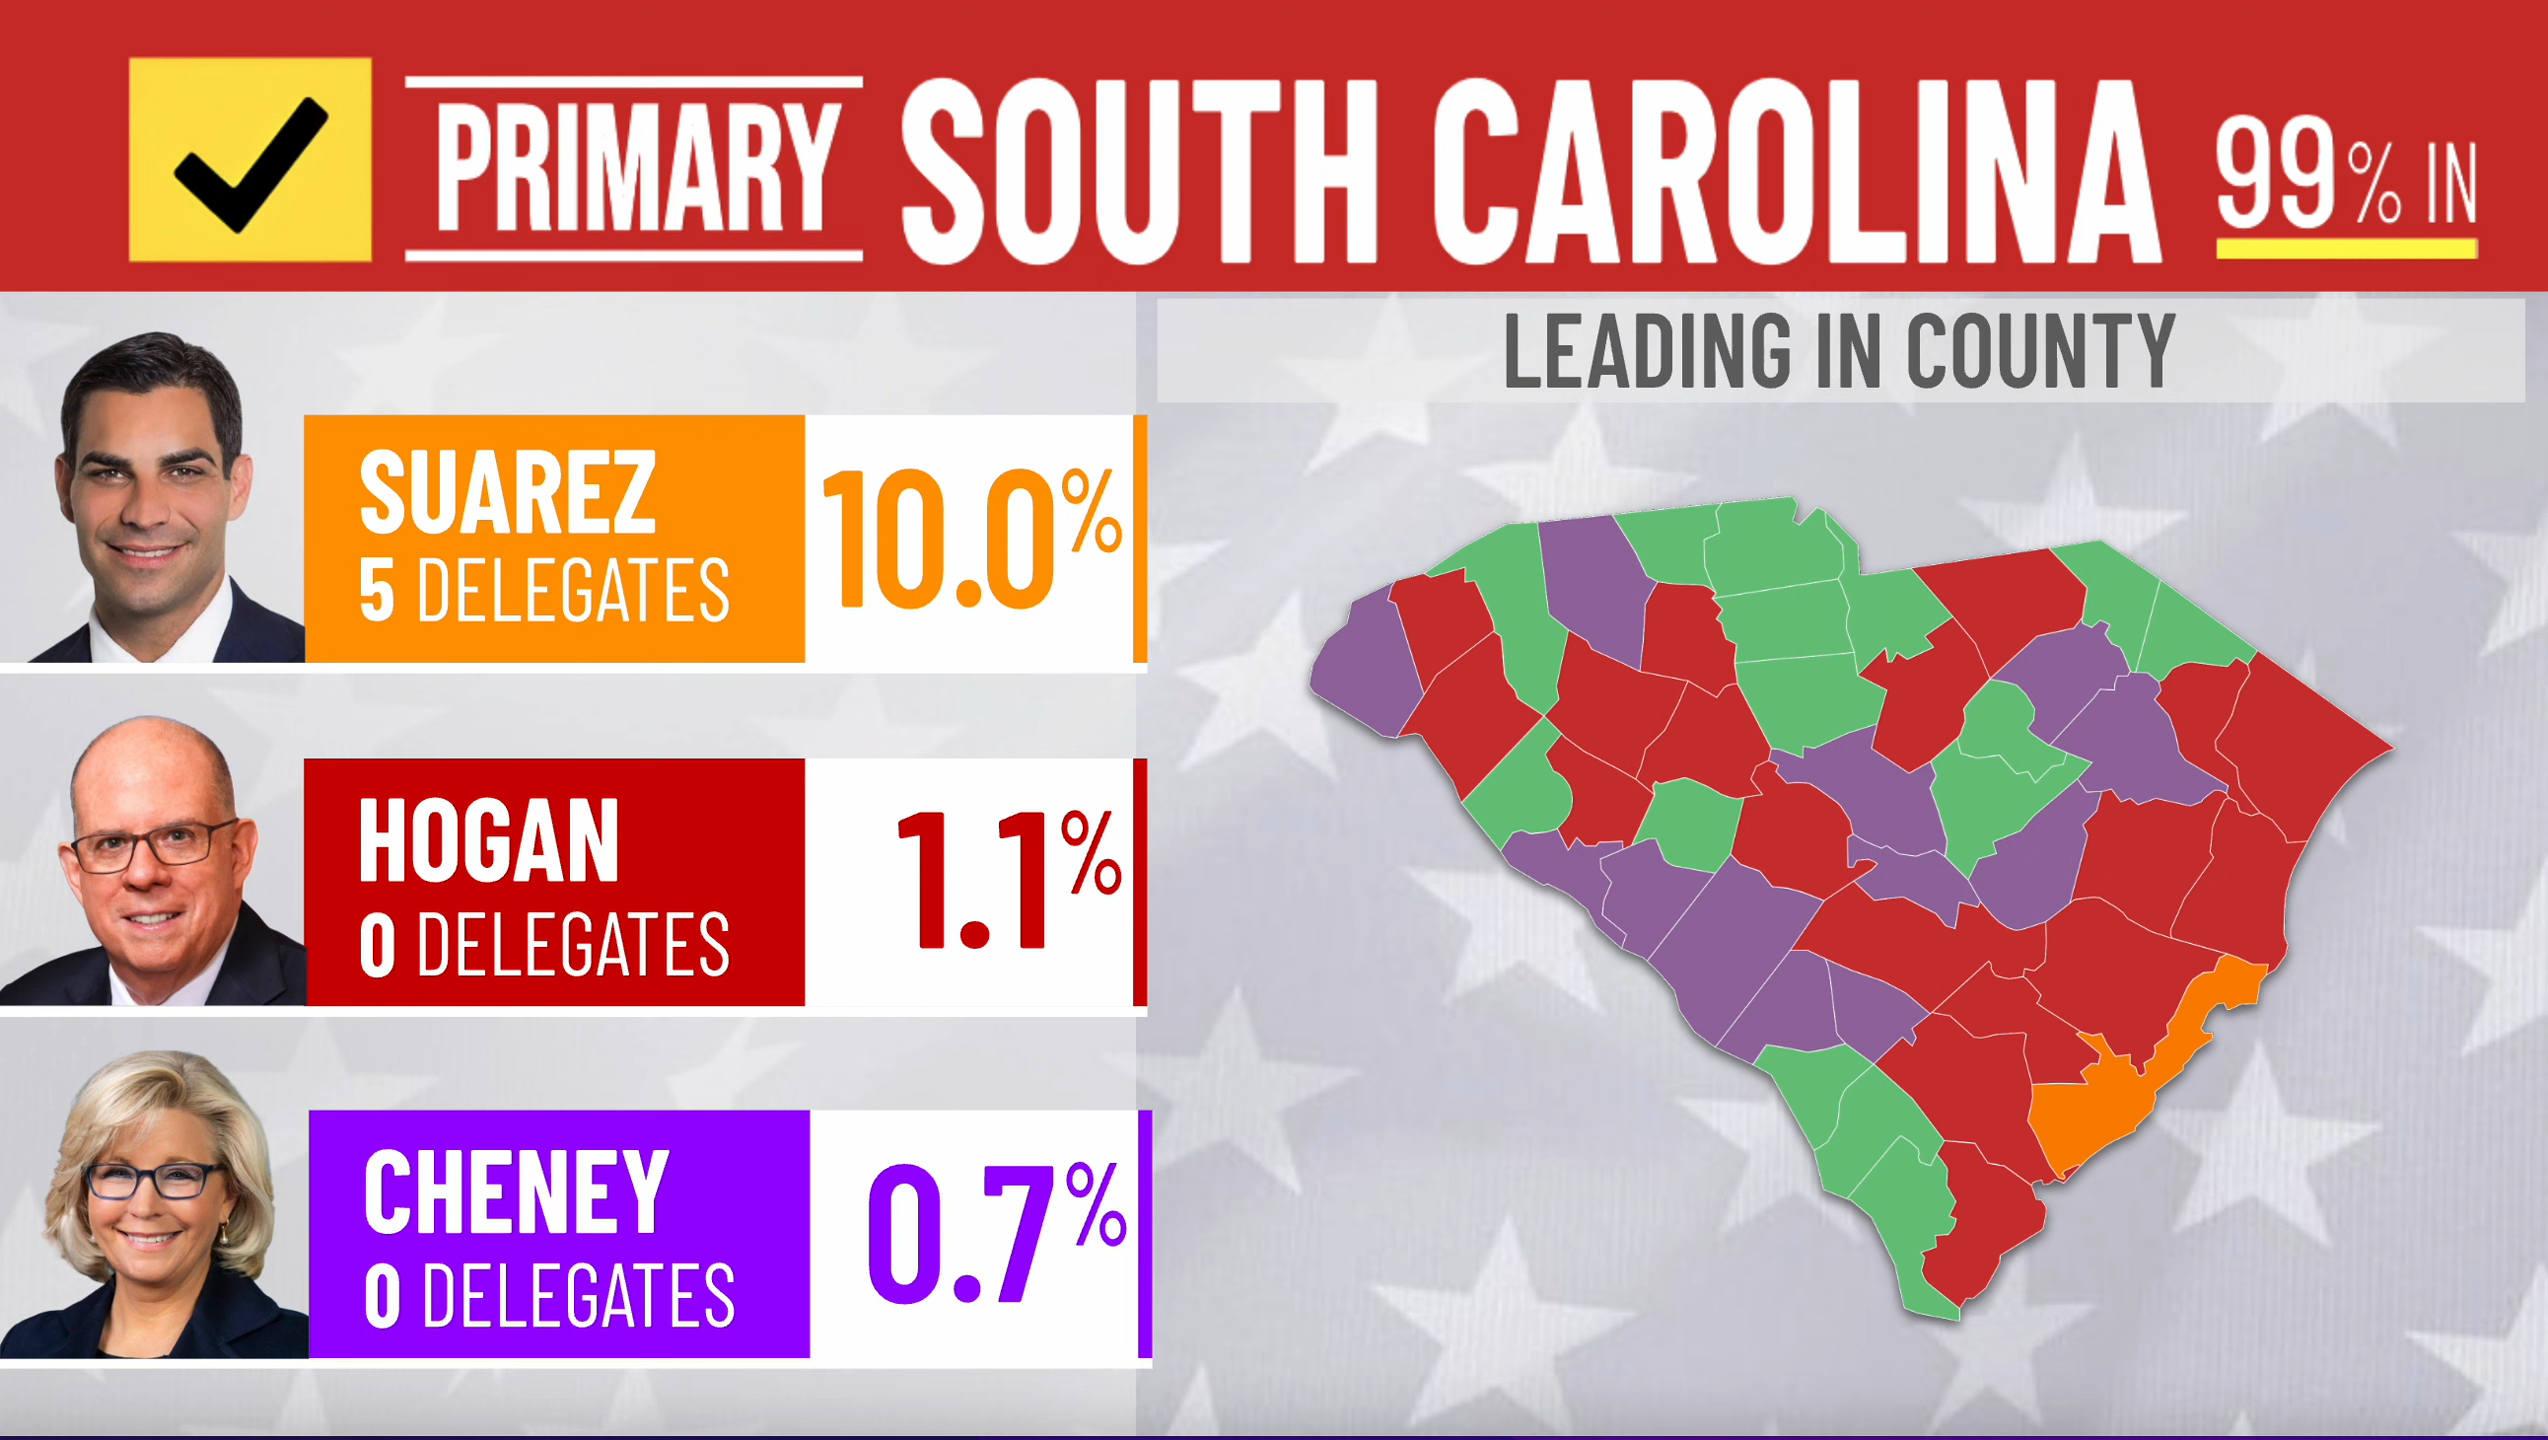 PRIMARY SOUTH CAROLINA 99% IN
LEADING IN COUNTY
SUAREZ 10.0%
5 DELEGATES
HOGAN 1.1%
0 DELEGATES
CHENEY 0.7%
0 DELEGATES